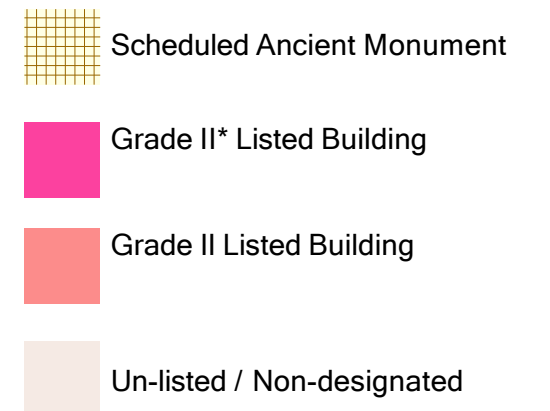 Scheduled Ancient Monument
Grade II* Listed Building
Grade II Listed Building
Un-listed / Non-designated